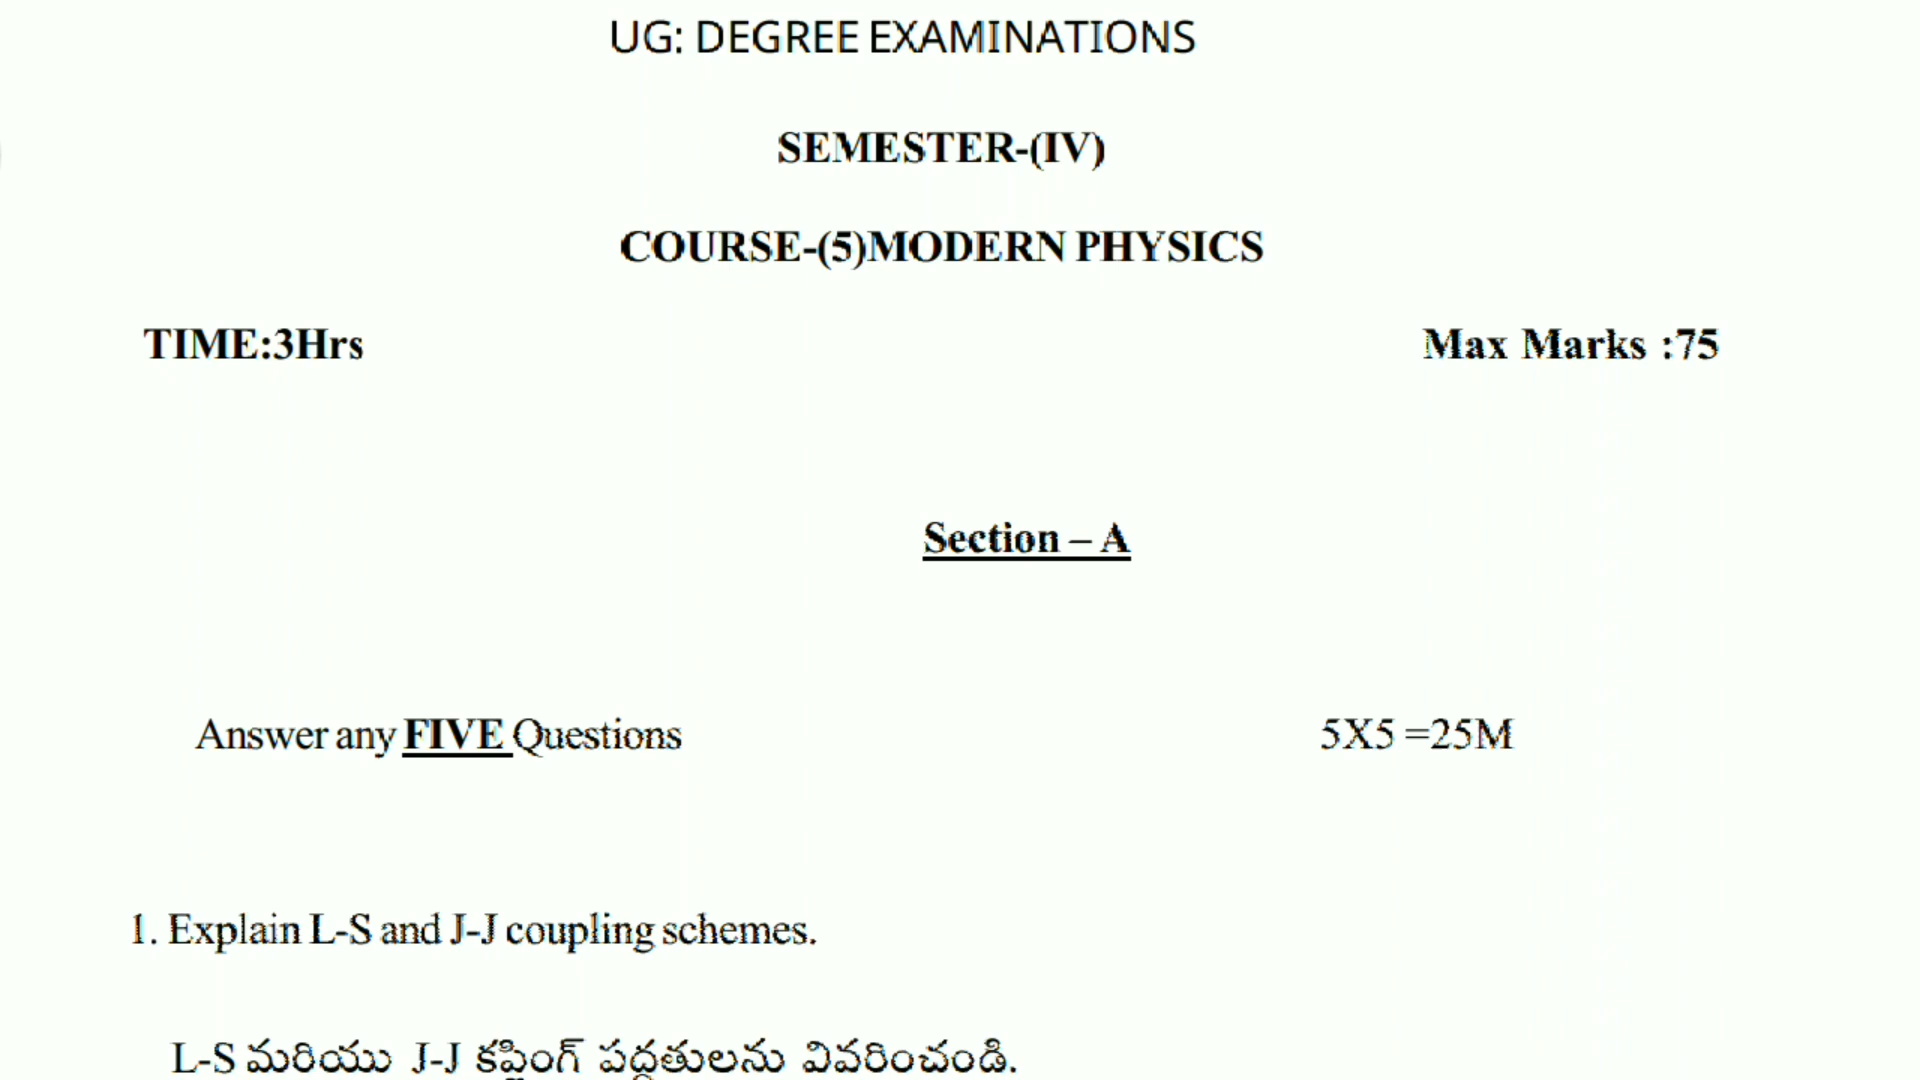 UG: DEGREE EXAMINATIONS
SEMESTER-(IV)
COURSE-(5)MODERN PHYSICS
TIME:3Hrs Max Marks :75
Section – A
Answer any FIVE Questions 5X5 =25M
1. Explain L-S and J-J coupling schemes.
L-S మరియు J-J కప్లింగ్ పద్దతులను వివరించండి.